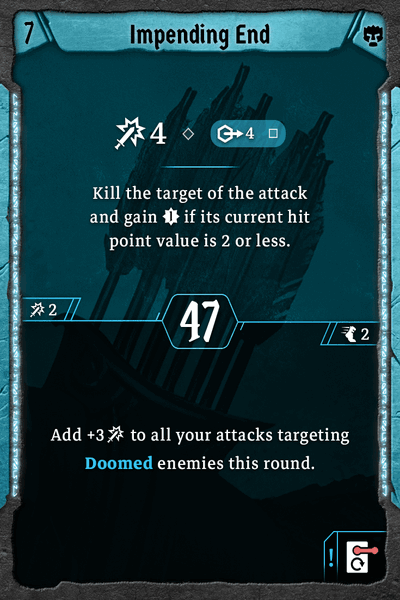 7
Impending End
4
4
Kill the target of the attack
and gain if its current hit
point value is 2 or less.
2
47
2
Add +3 to all your attacks targeting
Doomed enemies this round.
!